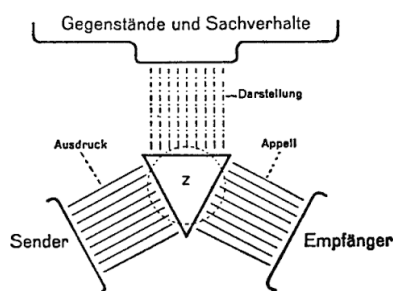 Gegenstände und Sachverhalte
Darstellung
Ausdruck
Appell
Z
Sender
Empfänger